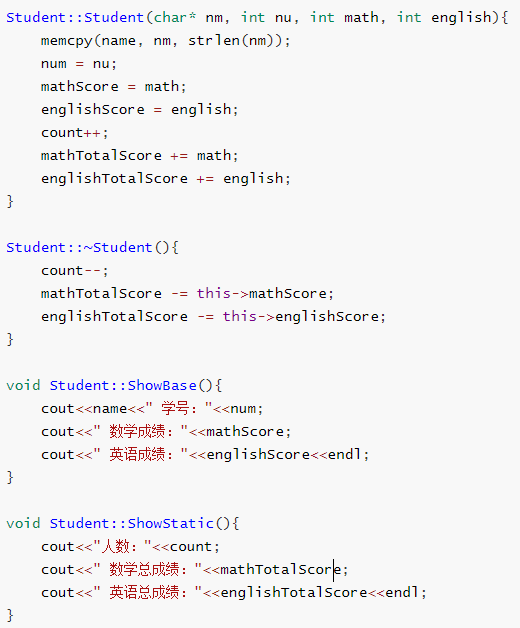 Student::Student(char* nm, int nu, int math, int english){
    memcpy(name, nm, strlen(nm));
    num = nu;
    mathScore = math;
    englishScore = english;
    count++;
    mathTotalScore += math;
    englishTotalScore += english;
}

Student::~Student(){
    count--;
    mathTotalScore -= this->mathScore;
    englishTotalScore -= this->englishScore;
}

void Student::ShowBase(){
    cout<<name<<" 学号："<<num;
    cout<<" 数学成绩："<<mathScore;
    cout<<" 英语成绩："<<englishScore<<endl;
}

void Student::ShowStatic(){
    cout<<"人数："<<count;
    cout<<" 数学总成绩："<<mathTotalScore;
    cout<<" 英语总成绩："<<englishTotalScore<<endl;
}